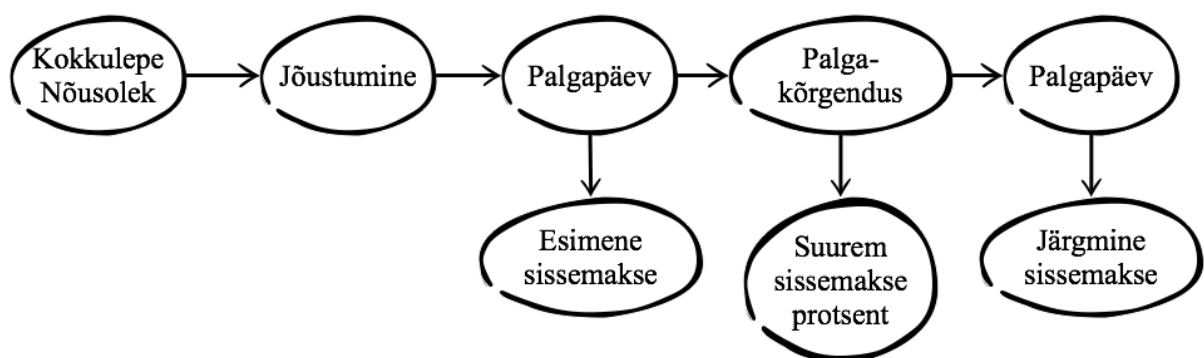 Kokkulepe
Nõusolek
Jõustumine
Palgapäev
Palga-
kõrgendus
Palgapäev
Esimene
sissemakse
Suurem
sissemakse
protsent
Järgmine
sissemakse